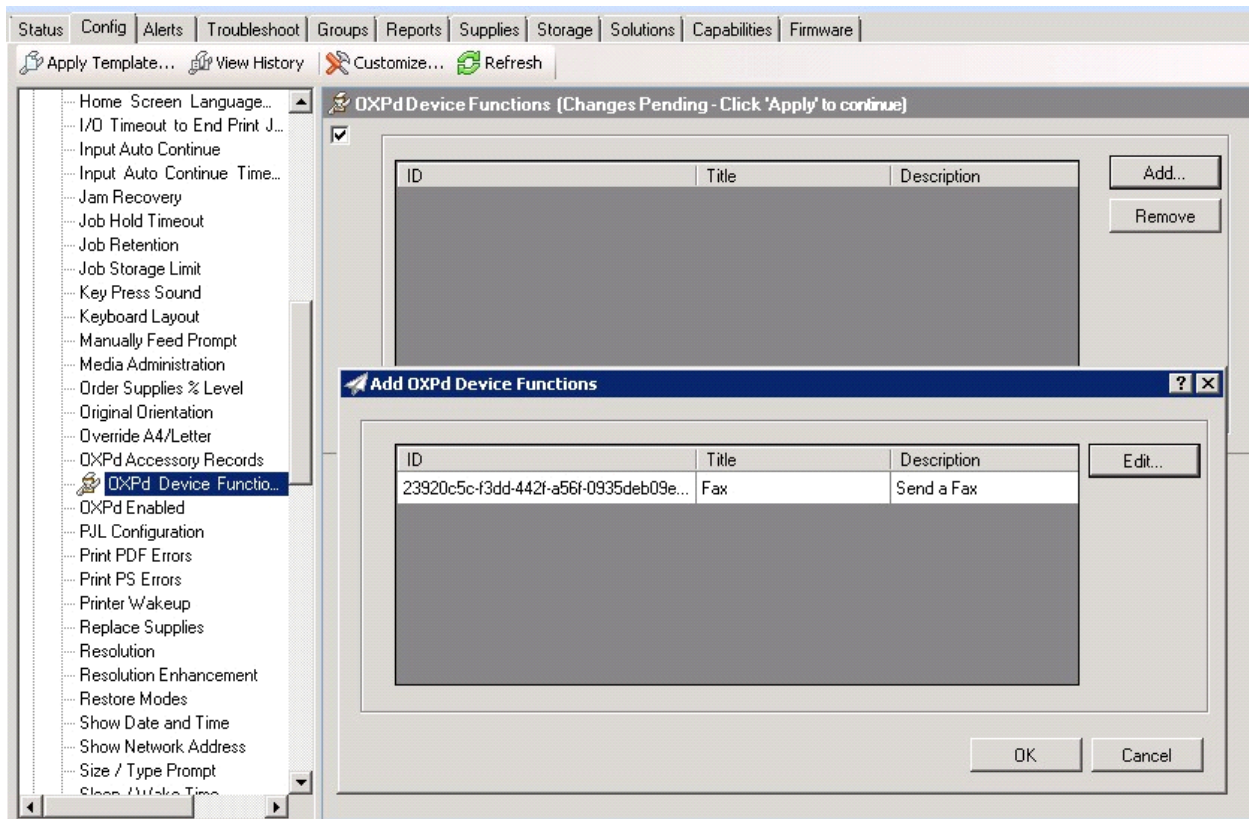 Status Config Alerts Troubleshoot Groups Reports Supplies Storage Solutions Capabilities Firmware
Apply Template... View History Customize... Refresh
Home Screen Language...
I/O Timeout to End Print J...
Input Auto Continue
Input Auto Continue Time...
Jam Recovery
Job Hold Timeout
Job Retention
Job Storage Limit
Key Press Sound
Keyboard Layout
Manually Feed Prompt
Media Administration
Order Supplies % Level
Original Orientation
Override A4/Letter
OXPd Accessory Records
OXPd Device Functio...
OXPd Enabled
PJL Configuration
Print PDF Errors
Print PS Errors
Printer Wakeup
Replace Supplies
Resolution
Resolution Enhancement
Restore Modes
Show Date and Time
Show Network Address
Size / Type Prompt
Sleep / Wake Time
OXPd Device Functions (Changes Pending - Click 'Apply' to continue)
ID Title Description
Add...
Remove
Add OXPd Device Functions
ID Title Description
23920c5c-f3dd-442f-a56f-0935deb09e... Fax Send a Fax
Edit...
OK Cancel